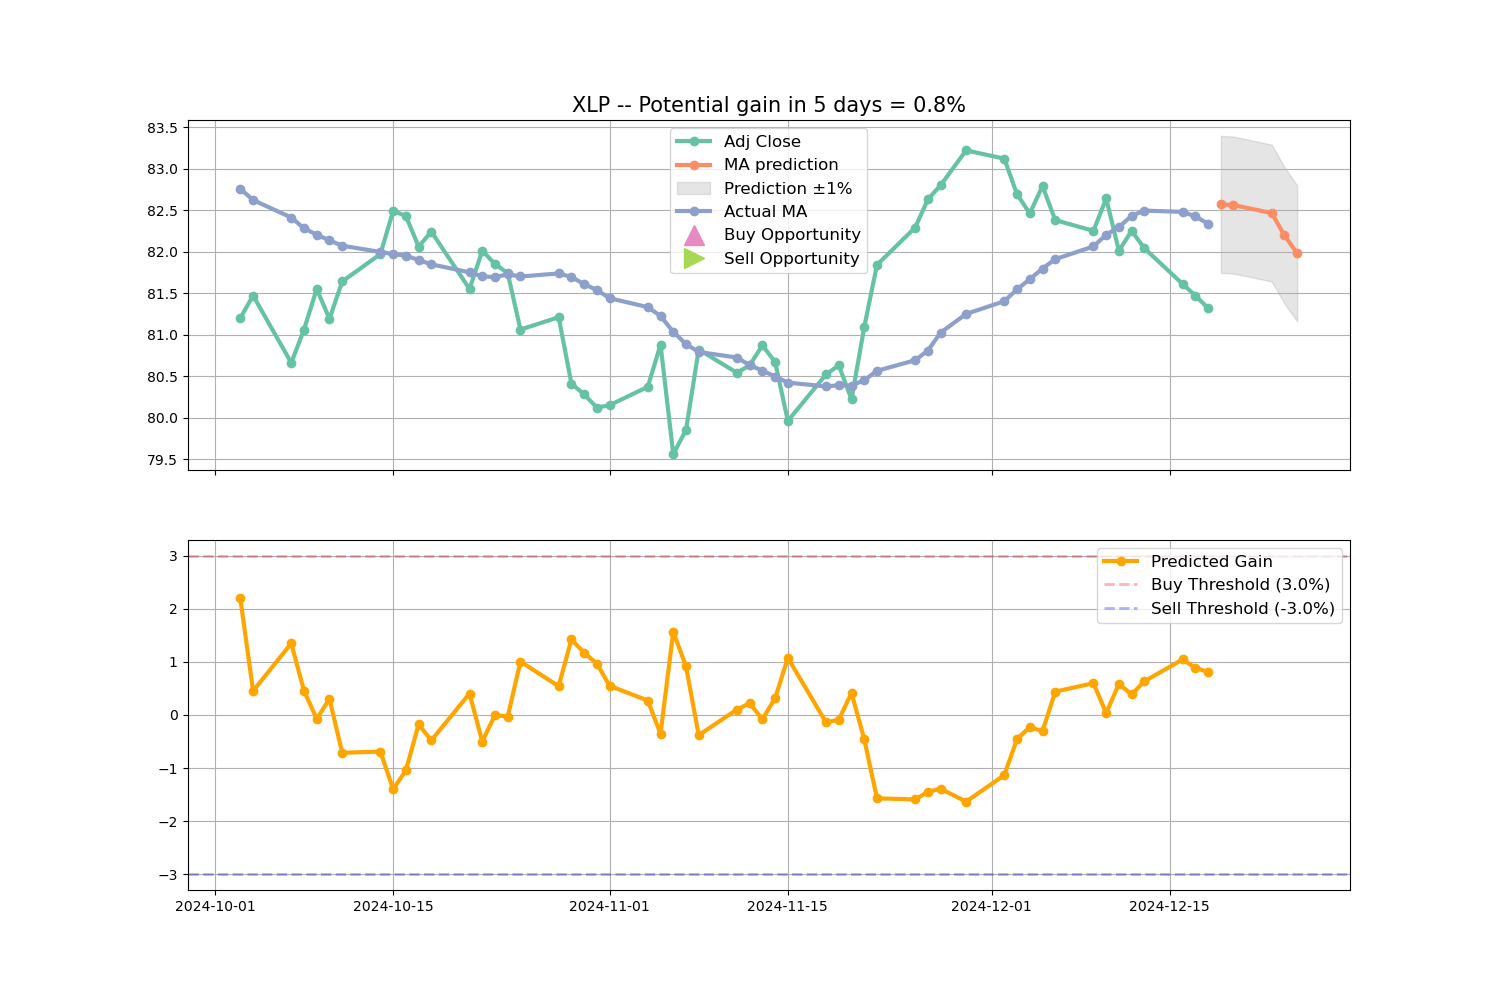 XLP -- Potential gain in 5 days = 0.8%
83.5
83.0
82.5
82.0
81.5
81.0
80.5
80.0
79.5
Adj Close
MA prediction
Prediction ±1%
Actual MA
Buy Opportunity
Sell Opportunity
3
2
1
0
−1
−2
−3
Predicted Gain
Buy Threshold (3.0%)
Sell Threshold (-3.0%)
2024-10-01
2024-10-15
2024-11-01
2024-11-15
2024-12-01
2024-12-15